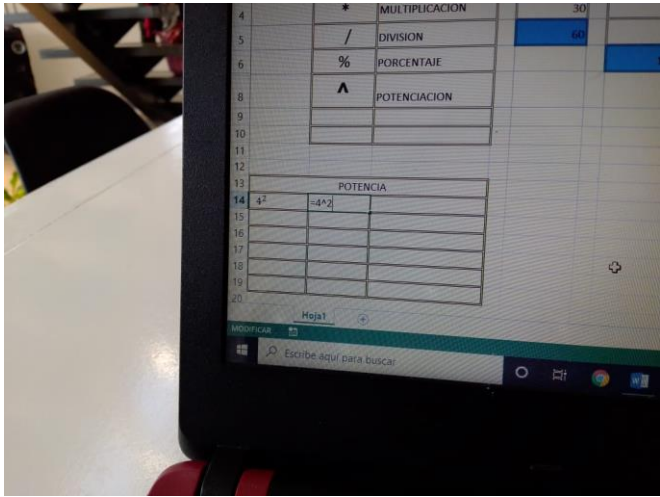 4 * MULTIPLICACION 30
5 / DIVISION 60
6 % PORCENTAJE
8 ^ POTENCIACION
9
10
11
12
13 POTENCIA
14 4² =4^2
15
16
17
18
19
20
Hoja1
MODIFICAR
Escribe aquí para buscar